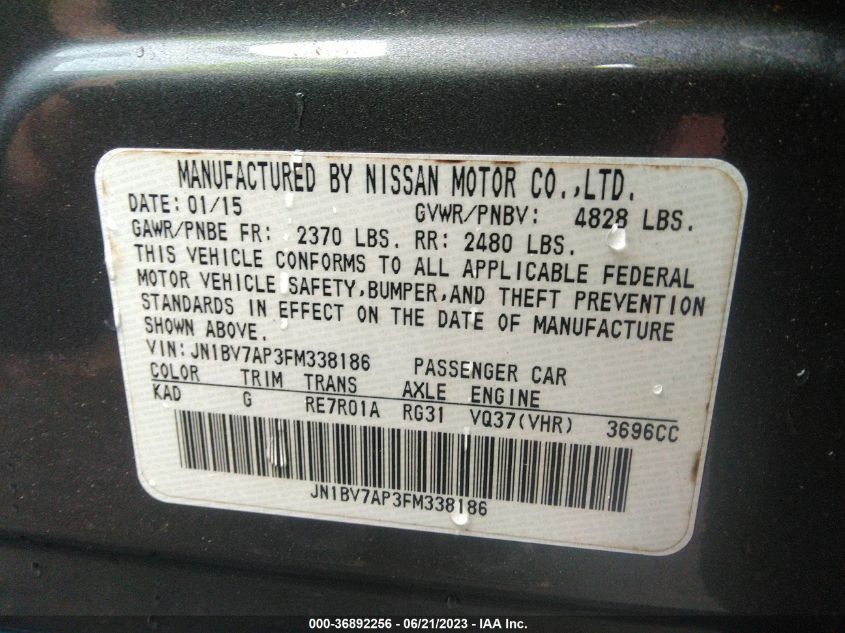 MANUFACTURED BY NISSAN MOTOR CO.,LTD.
DATE: 01/15 GVWR/PNBV: 4828 LBS.
GAWR/PNBE FR: 2370 LBS. RR: 2480 LBS.
THIS VEHICLE CONFORMS TO ALL APPLICABLE FEDERAL
MOTOR VEHICLE SAFETY,BUMPER,AND THEFT PREVENTION
STANDARDS IN EFFECT ON THE DATE OF MANUFACTURE
SHOWN ABOVE.
VIN: JN1BV7AP3FM338186 PASSENGER CAR
COLOR TRIM TRANS AXLE ENGINE
KAD G RE7R01A RG31 VQ37(VHR) 3696CC
JN1BV7AP3FM338186
000-36892256 - 06/21/2023 - IAA Inc.